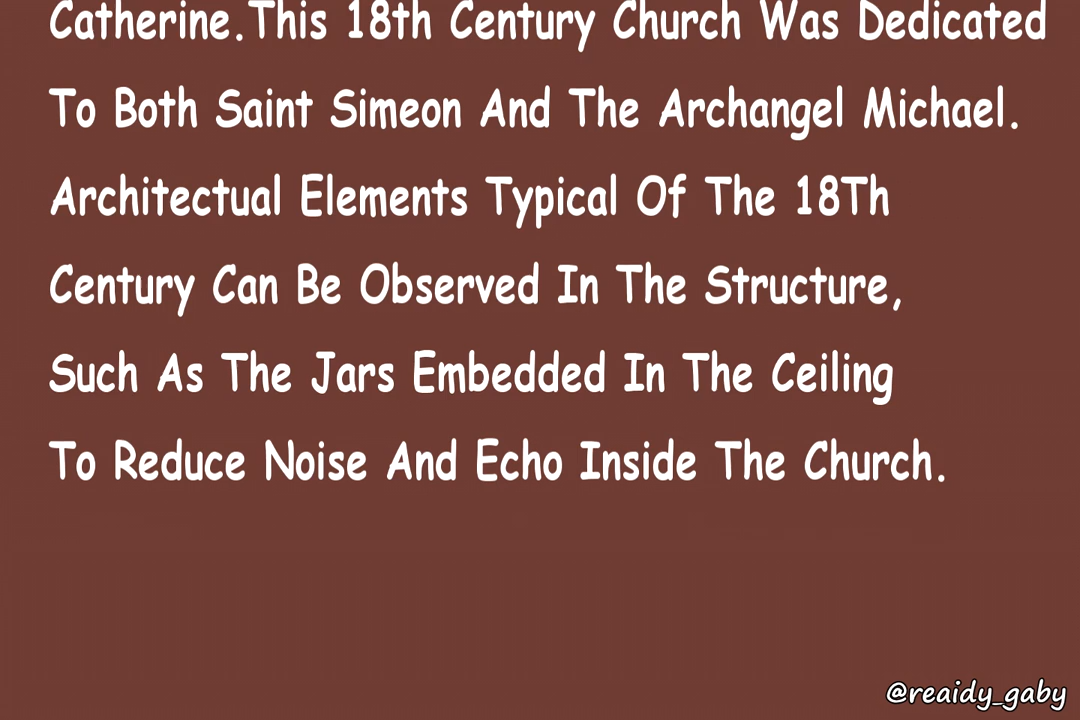 Catherine.This 18th Century Church Was Dedicated
To Both Saint Simeon And The Archangel Michael.
Architectual Elements Typical Of The 18Th
Century Can Be Observed In The Structure,
Such As The Jars Embedded In The Ceiling
To Reduce Noise And Echo Inside The Church.
@reaidy_gaby